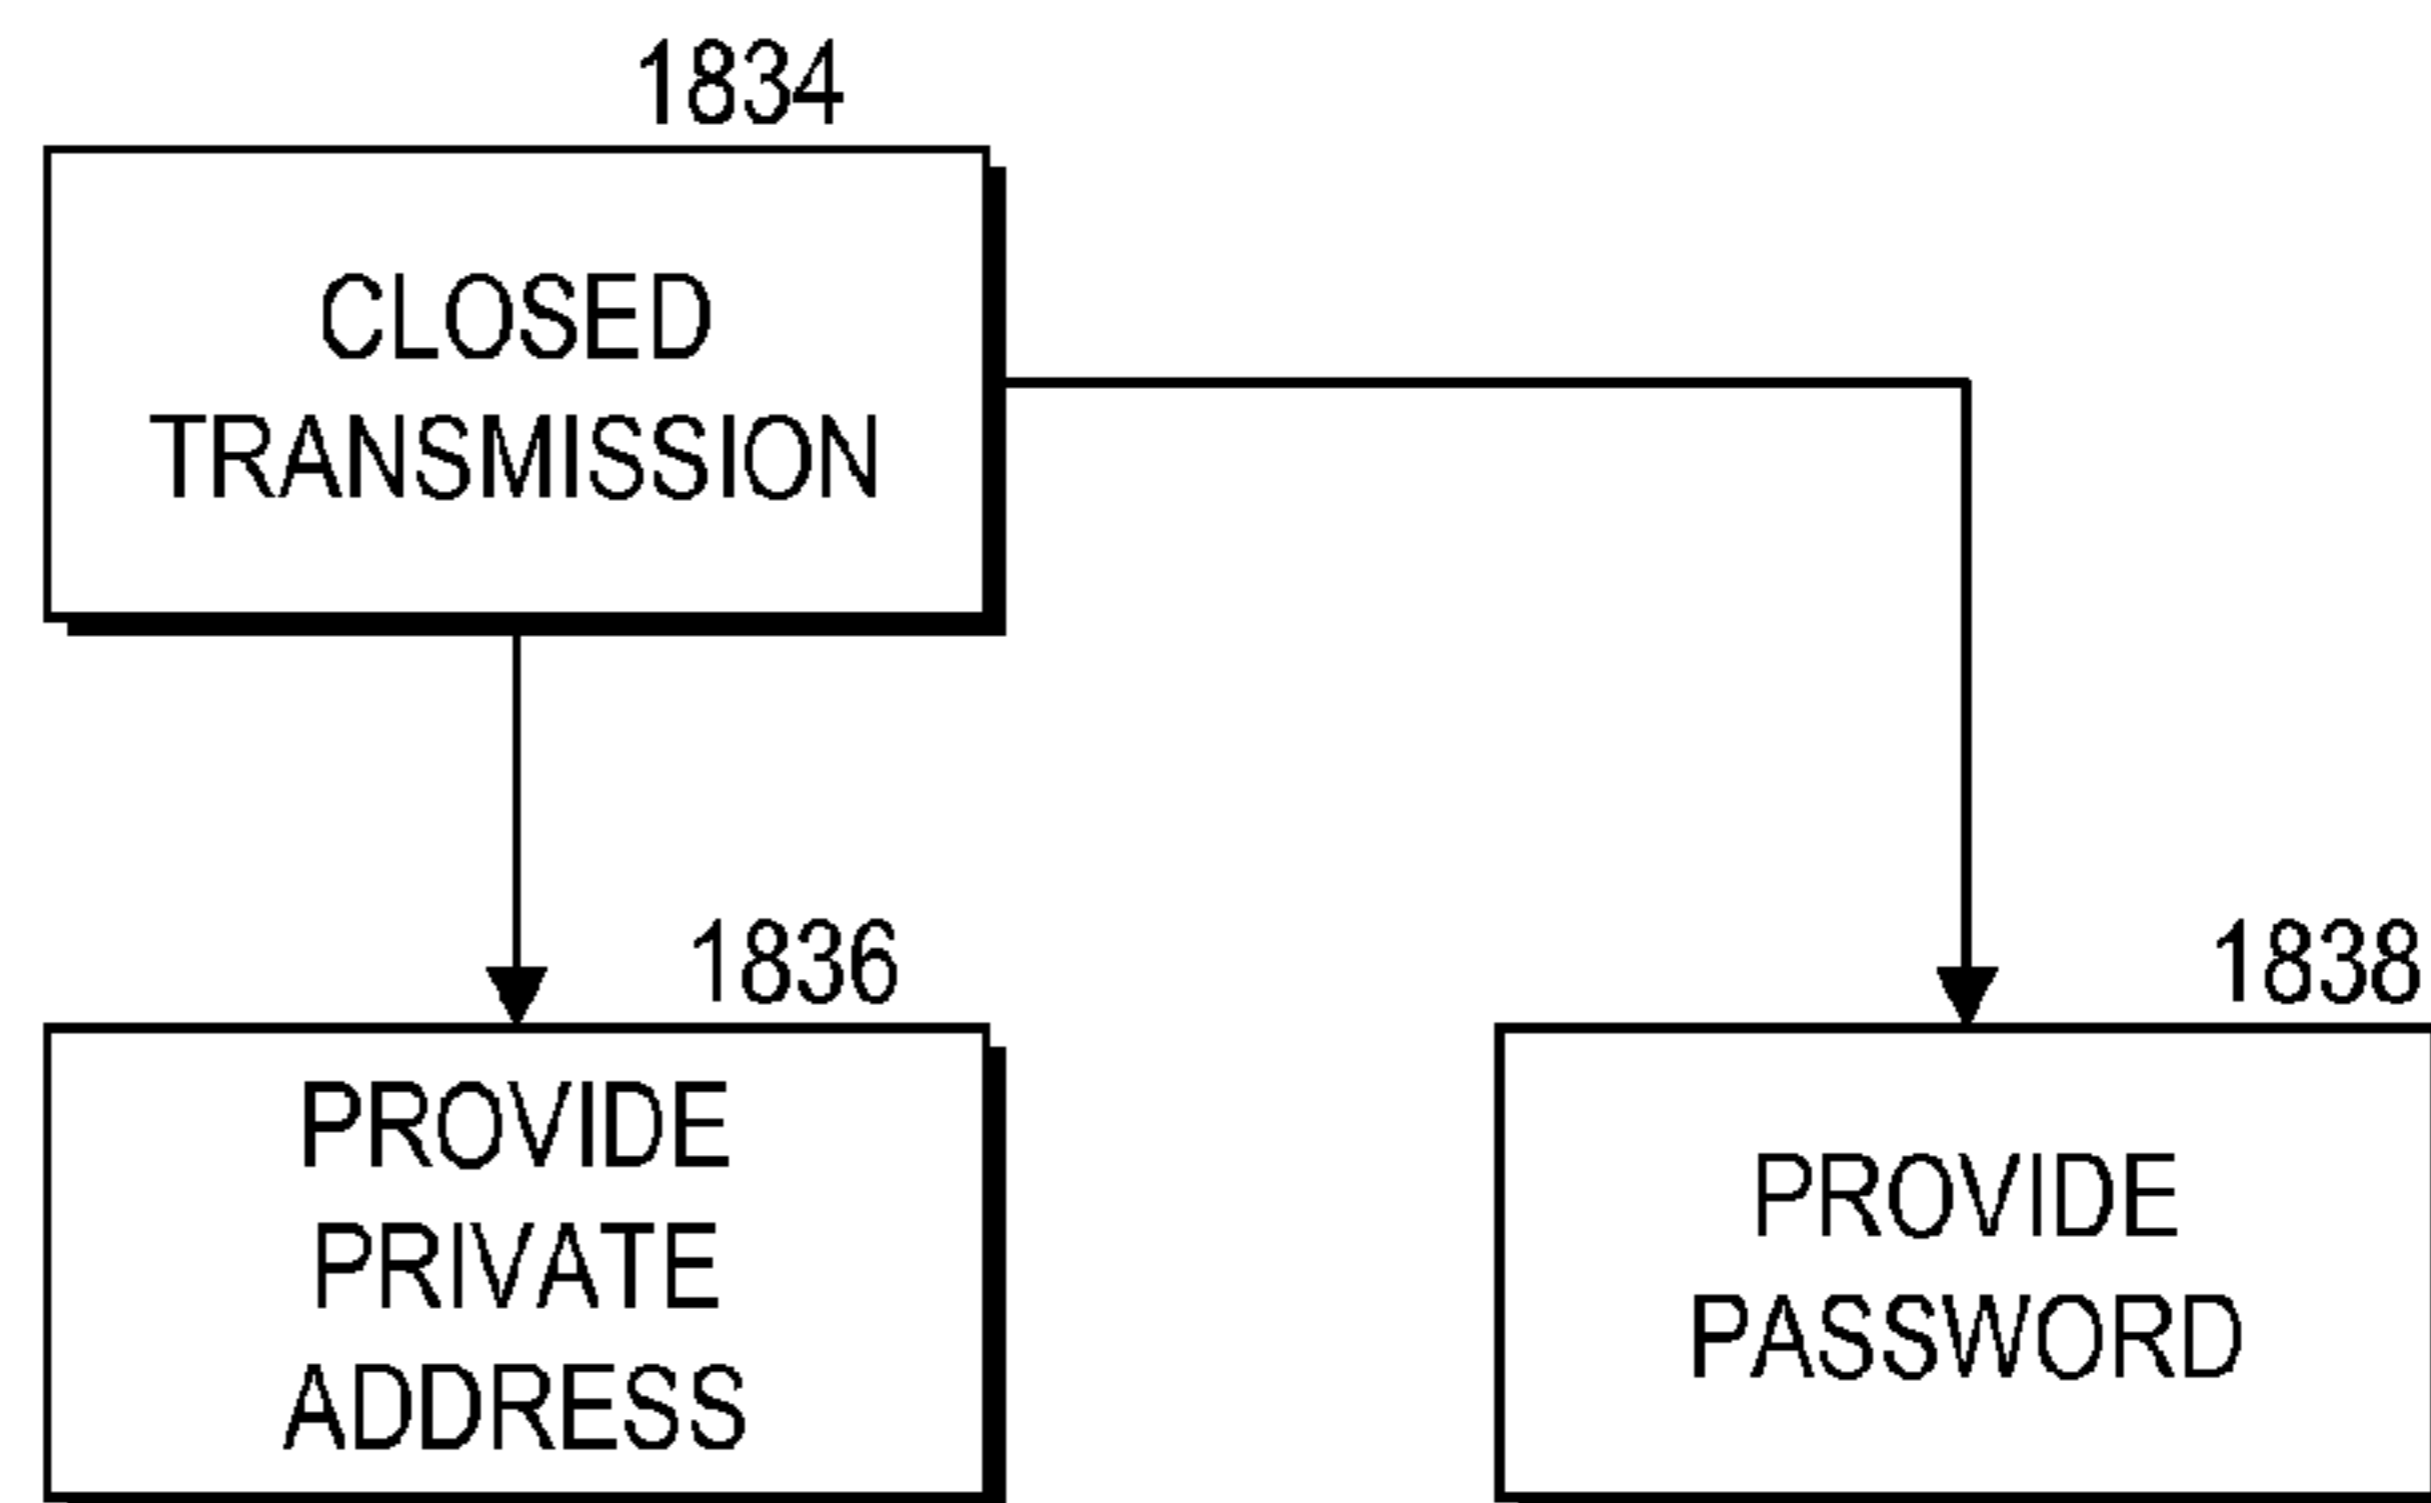 1834
CLOSED
TRANSMISSION
1836
PROVIDE
PRIVATE
ADDRESS
1838
PROVIDE
PASSWORD